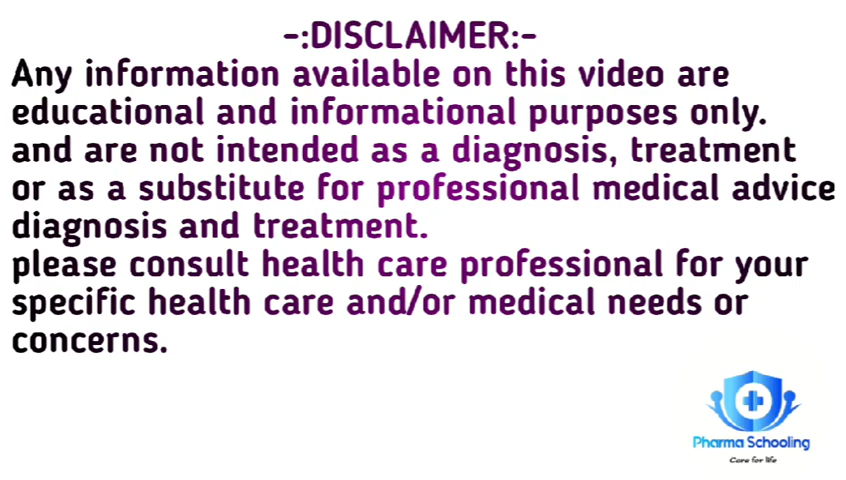 -:DISCLAIMER:-
Any information available on this video are
educational and informational purposes only.
and are not intended as a diagnosis, treatment
or as a substitute for professional medical advice
diagnosis and treatment.
please consult health care professional for your
specific health care and/or medical needs or
concerns.
Pharma Schooling
Care for life